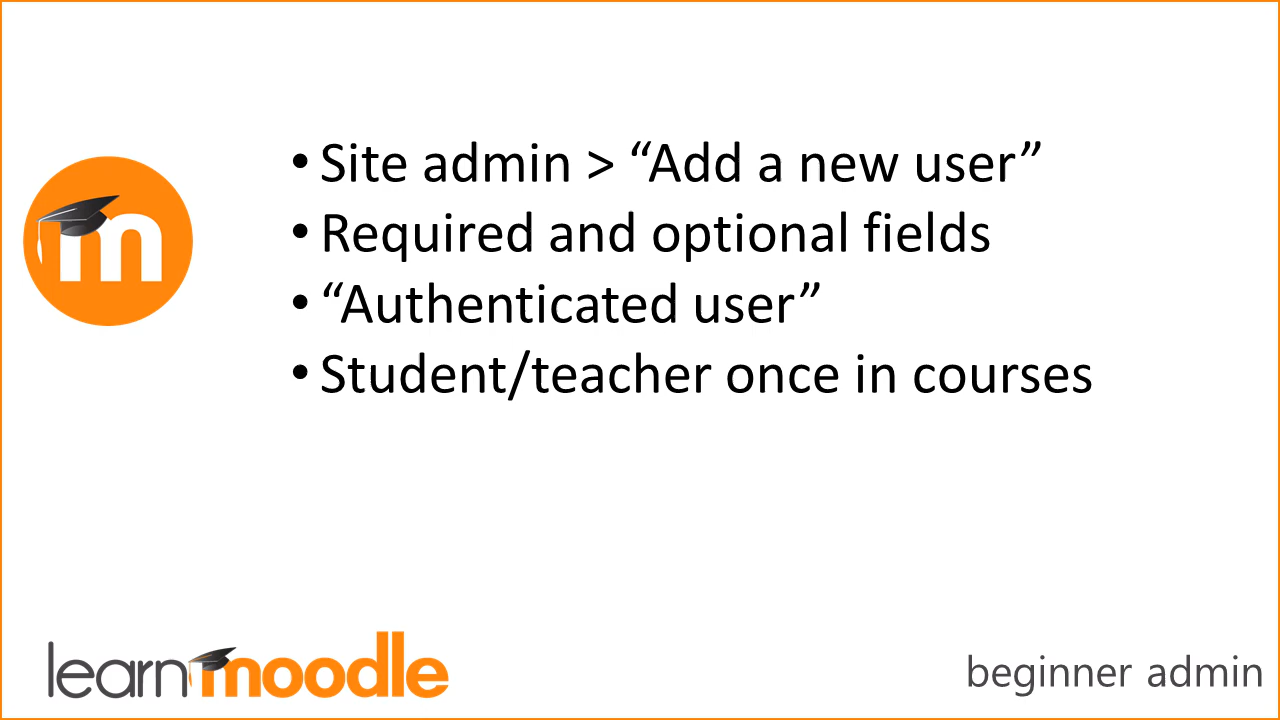 • Site admin > “Add a new user”
• Required and optional fields
• “Authenticated user”
• Student/teacher once in courses
m
learnmoodle
beginner admin